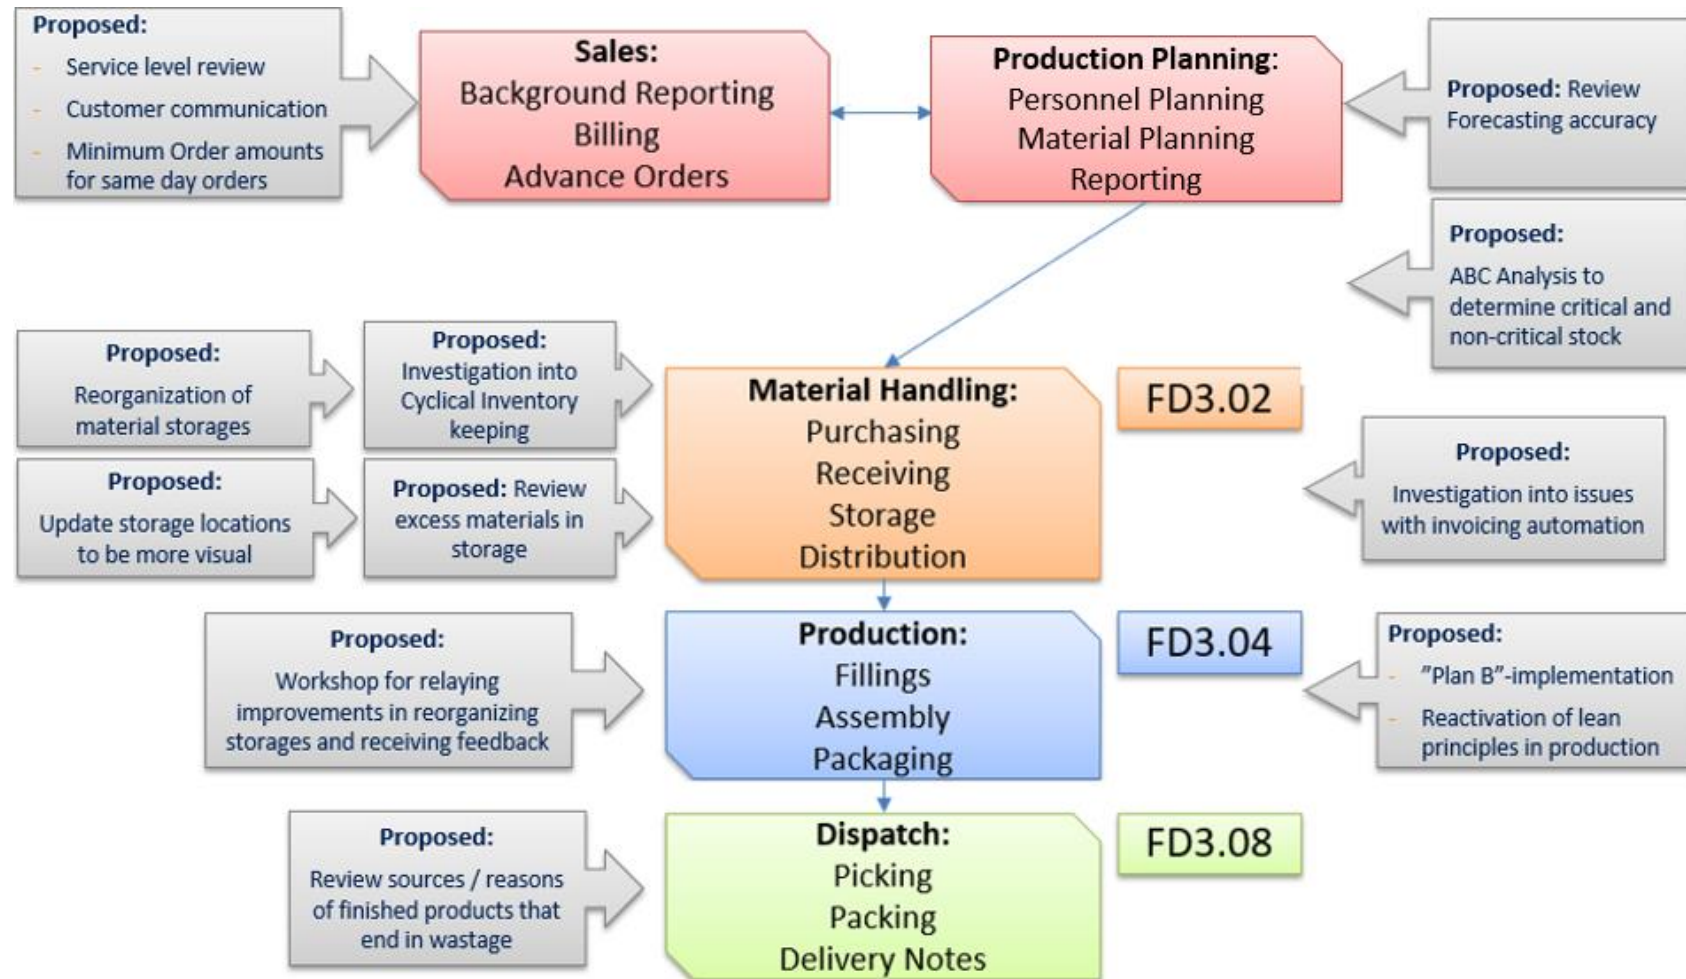 Proposed:
- Service level review
- Customer communication
- Minimum Order amounts
for same day orders
Sales:
Background Reporting
Billing
Advance Orders
Production Planning:
Personnel Planning
Material Planning
Reporting
Proposed: Review
Forecasting accuracy
Proposed:
ABC Analysis to
determine critical and
non-critical stock
Proposed:
Reorganization of
material storages
Proposed:
Investigation into
Cyclical Inventory
keeping
Material Handling:
Purchasing
Receiving
Storage
Distribution
FD3.02
Proposed:
Update storage locations
to be more visual
Proposed: Review
excess materials in
storage
Proposed:
Investigation into issues
with invoicing automation
Proposed:
Workshop for relaying
improvements in reorganizing
storages and receiving feedback
Production:
Fillings
Assembly
Packaging
FD3.04
Proposed:
- ”Plan B”-implementation
- Reactivation of lean
principles in production
Proposed:
Review sources / reasons
of finished products that
end in wastage
Dispatch:
Picking
Packing
Delivery Notes
FD3.08